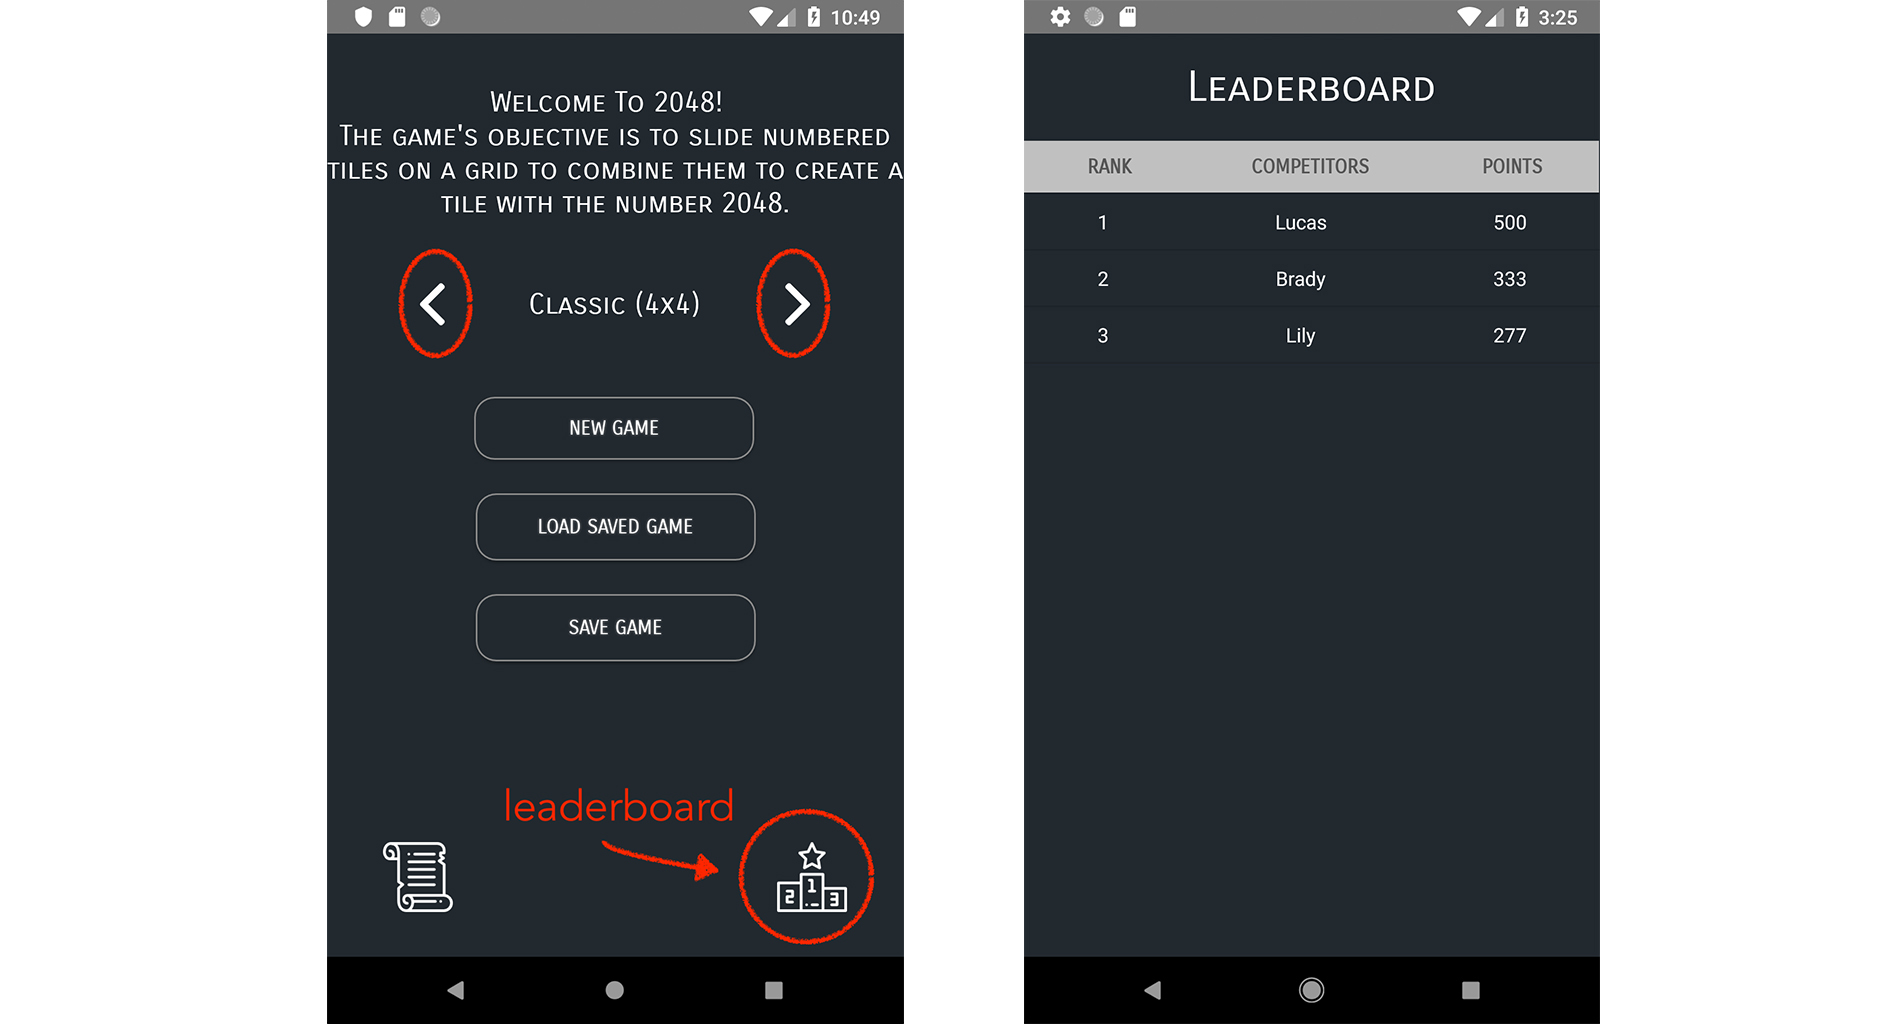 10:49
Welcome To 2048!
The game's objective is to slide numbered
tiles on a grid to combine them to create a
tile with the number 2048.
Classic (4x4)
NEW GAME
LOAD SAVED GAME
SAVE GAME
leaderboard
2 1 3
3:25
Leaderboard
RANK COMPETITORS POINTS
1 Lucas 500
2 Brady 333
3 Lily 277